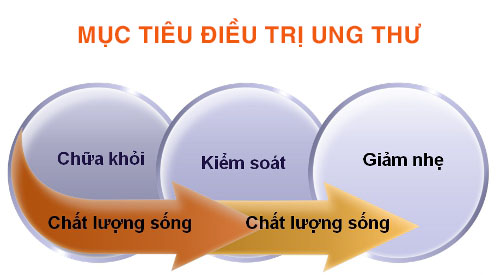 MỤC TIÊU ĐIỀU TRỊ UNG THƯ
Chữa khỏi
Kiểm soát
Giảm nhẹ
Chất lượng sống
Chất lượng sống